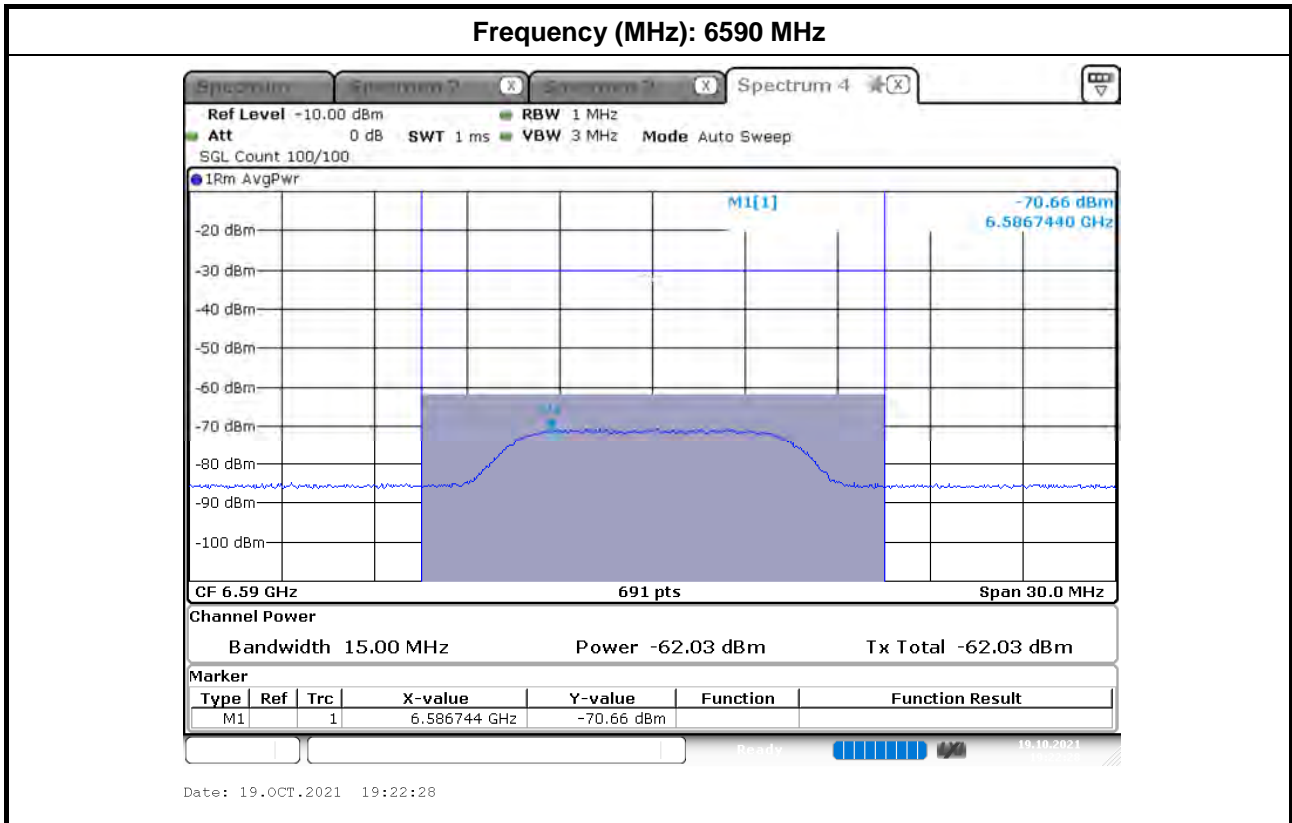 Frequency (MHz): 6590 MHz
Spectrum 4
Ref Level -10.00 dBm RBW 1 MHz
Att 0 dB SWT 1 ms VBW 3 MHz Mode Auto Sweep
SGL Count 100/100
1Rm AvgPwr
M1[1] -70.66 dBm
6.5867440 GHz
-20 dBm
-30 dBm
-40 dBm
-50 dBm
-60 dBm
-70 dBm
-80 dBm
-90 dBm
-100 dBm
CF 6.59 GHz 691 pts Span 30.0 MHz
Channel Power
Bandwidth 15.00 MHz Power -62.03 dBm Tx Total -62.03 dBm
Marker
Type Ref Trc X-value Y-value Function Function Result
M1 1 6.586744 GHz -70.66 dBm
Ready 19.10.2021
Date: 19.OCT.2021 19:22:28